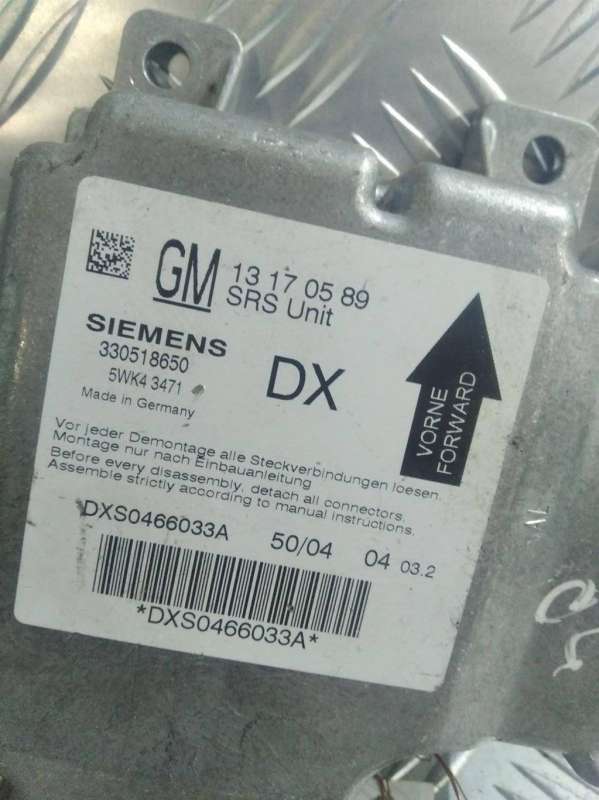 GM 13 17 05 89
SRS Unit
SIEMENS
330518650
5WK4 3471
Made in Germany
DX
VORNE
FORWARD
Vor jeder Demontage alle Steckverbindungen loesen.
Montage nur nach Einbauanleitung
Before every disassembly, detach all connectors.
Assemble strictly according to manual instructions.
DXS0466033A 50/04 04 03.2
*DXS0466033A*